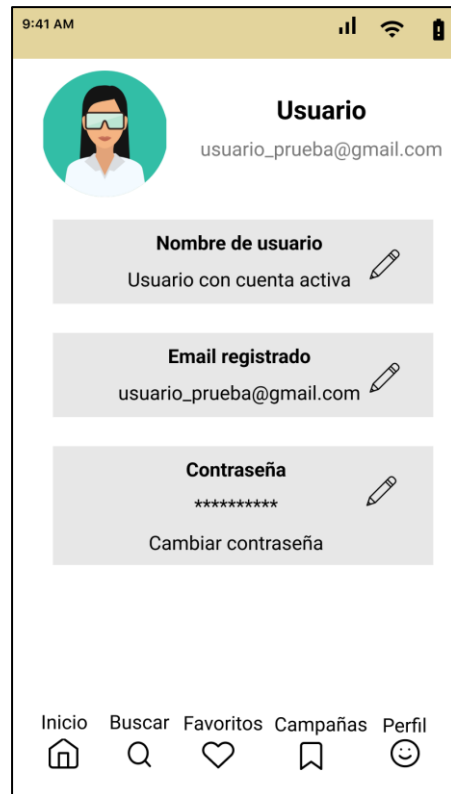 9:41 AM
Usuario
usuario_prueba@gmail.com
Nombre de usuario
Usuario con cuenta activa
Email registrado
usuario_prueba@gmail.com
Contraseña
**********
Cambiar contraseña
Inicio Buscar Favoritos Campañas Perfil